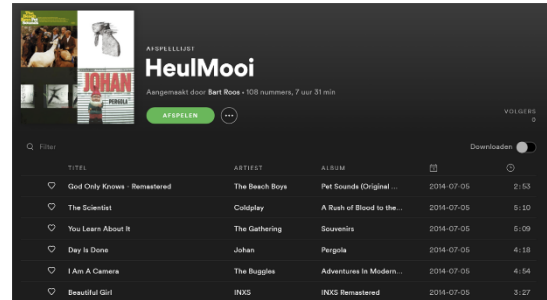 JOHAN
PERGOLA
AFSPEELLIJST
HeulMooi
Aangemaakt door Bart Roos • 108 nummers, 7 uur 31 min
AFSPELEN
VOLGERS
0
Filter
Downloaden
TITEL ARTIEST ALBUM
God Only Knows - Remastered The Beach Boys Pet Sounds (Original ... 2014-07-05 2:53
The Scientist Coldplay A Rush of Blood to the... 2014-07-05 5:10
You Learn About It The Gathering Souvenirs 2014-07-05 5:09
Day Is Done Johan Pergola 2014-07-05 4:18
I Am A Camera The Buggles Adventures In Modern... 2014-07-05 4:54
Beautiful Girl INXS INXS Remastered 2014-07-05 3:27